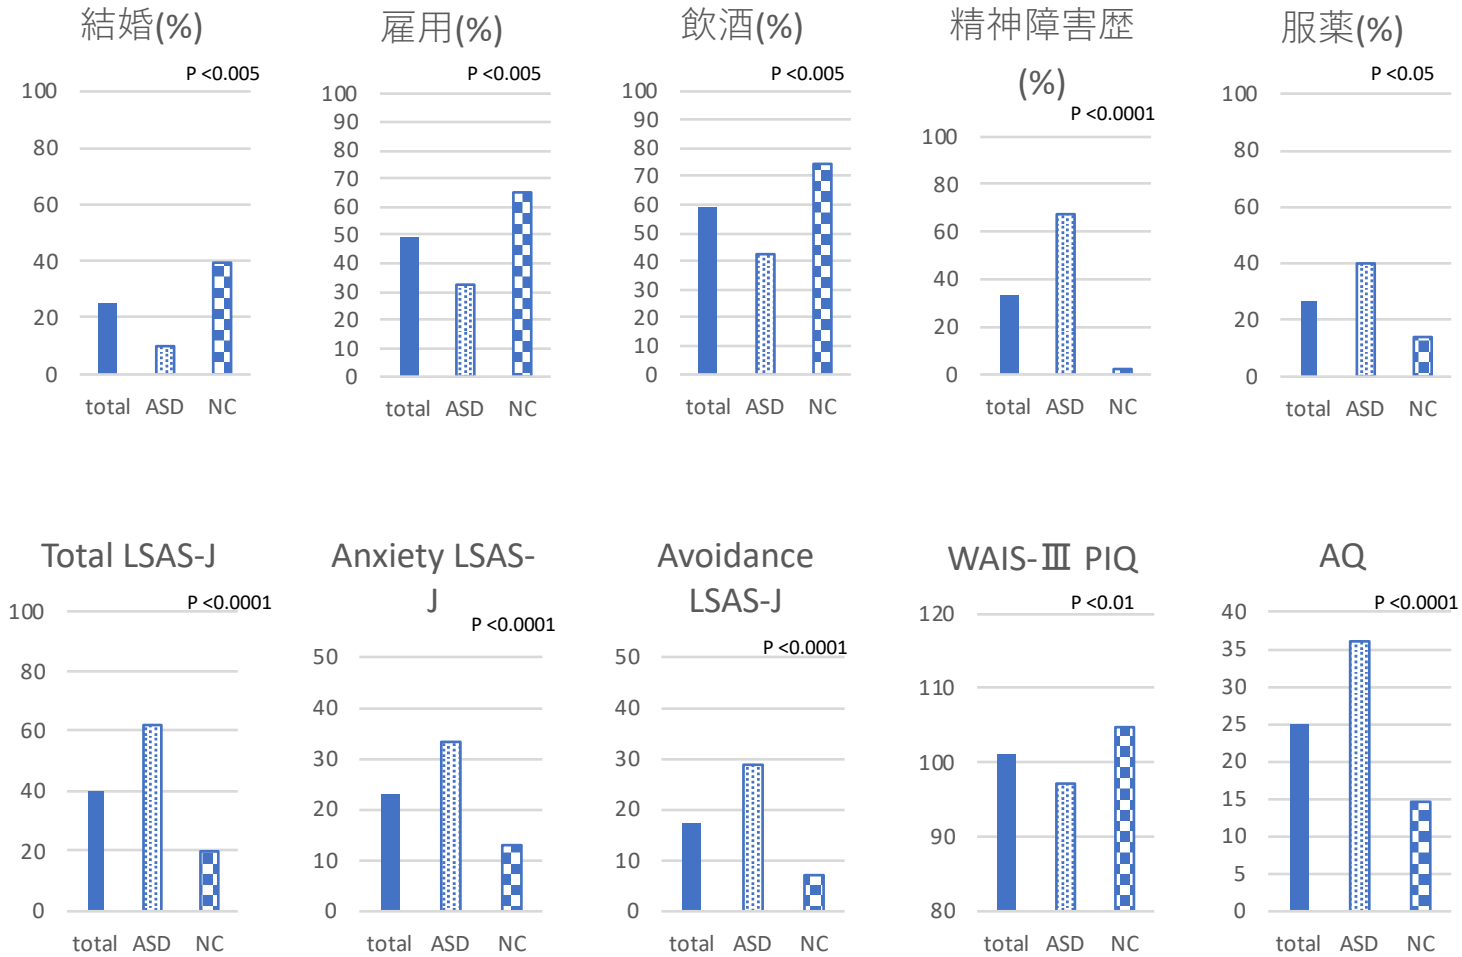 結婚(%)
P <0.005
100
80
60
40
20
0
total ASD NC
雇用(%)
P <0.005
100
90
80
70
60
50
40
30
20
10
0
total ASD NC
飲酒(%)
P <0.005
100
90
80
70
60
50
40
30
20
10
0
total ASD NC
精神障害歴
(%)
P <0.0001
100
80
60
40
20
0
total ASD NC
服薬(%)
P <0.05
100
80
60
40
20
0
total ASD NC
Total LSAS-J
P <0.0001
100
80
60
40
20
0
total ASD NC
Anxiety LSAS-
J
P <0.0001
50
40
30
20
10
0
total ASD NC
Avoidance
LSAS-J
P <0.0001
50
40
30
20
10
0
total ASD NC
WAIS-Ⅲ PIQ
P <0.01
120
110
100
90
80
total ASD NC
AQ
P <0.0001
40
35
30
25
20
15
10
5
0
total ASD NC